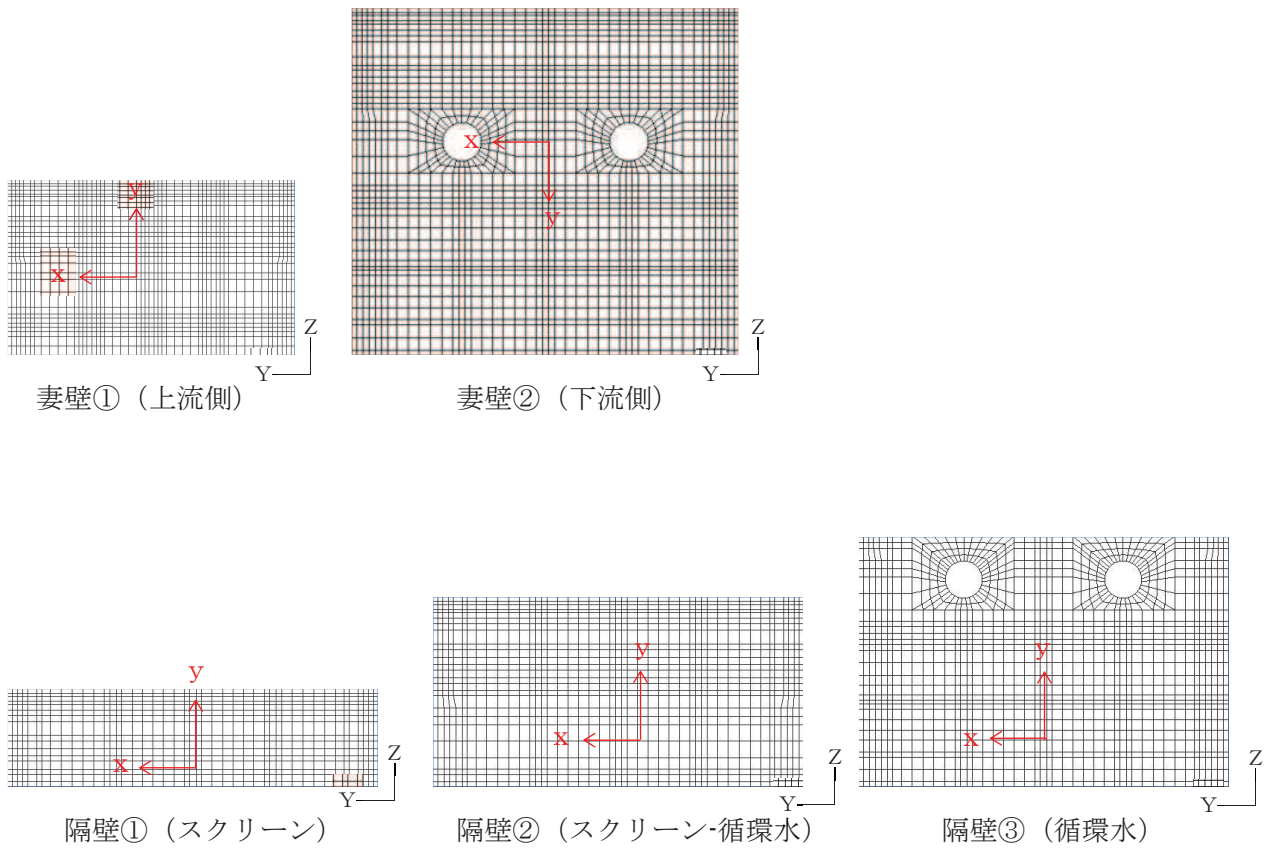 y
x
Z
Y
妻壁①（上流側）
x
y
Z
Y
妻壁②（下流側）
y
x
Z
Y
隔壁①（スクリーン）
y
x
Z
Y
隔壁②（スクリーン-循環水）
y
x
Z
Y
隔壁③（循環水）